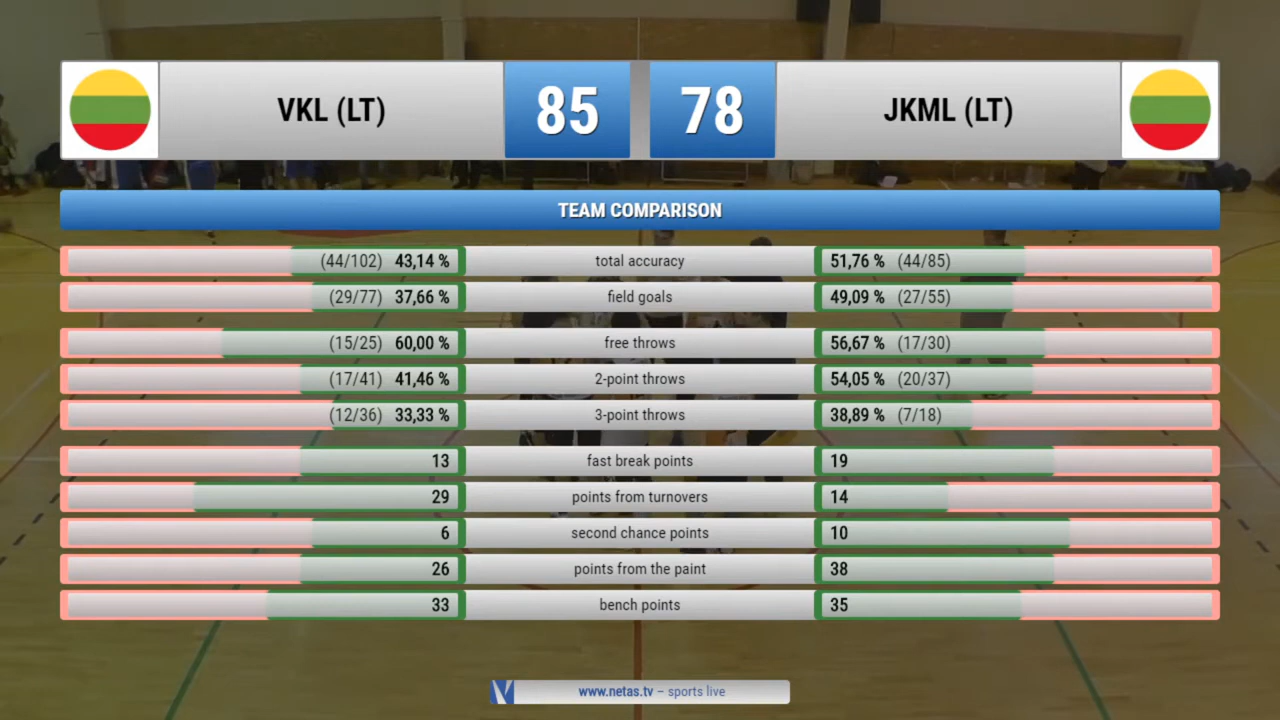 VKL (LT) 85 78 JKML (LT)
TEAM COMPARISON
(44/102) 43,14 % total accuracy 51,76 % (44/85)
(29/77) 37,66 % field goals 49,09 % (27/55)
(15/25) 60,00 % free throws 56,67 % (17/30)
(17/41) 41,46 % 2-point throws 54,05 % (20/37)
(12/36) 33,33 % 3-point throws 38,89 % (7/18)
13 fast break points 19
29 points from turnovers 14
6 second chance points 10
26 points from the paint 38
33 bench points 35
www.netas.tv – sports live